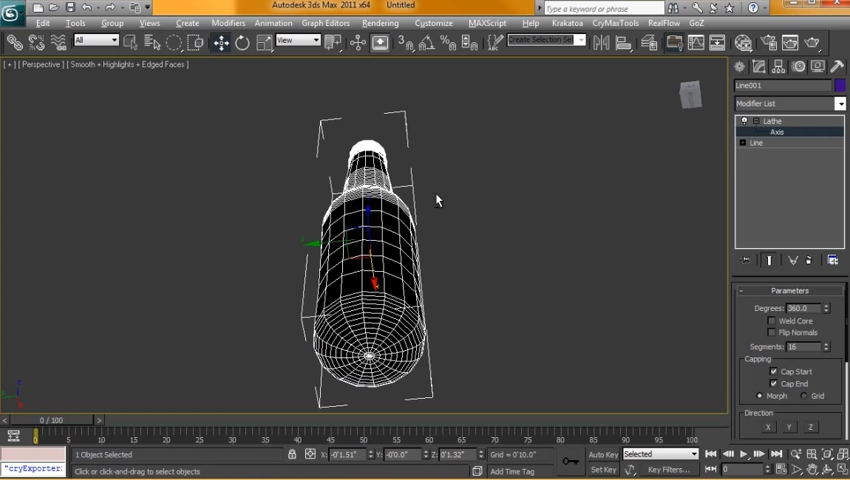 Autodesk 3ds Max 2011 x64 Untitled
Edit Tools Group Views Create Modifiers Animation Graph Editors Rendering Customize MAXScript Help Krakatoa CryMaxTools RealFlow GoZ
All View Create Selection Se
[ + ] [ Perspective ] [ Smooth + Highlights + Edged Faces ]
Line001
Modifier List
Lathe
Axis
Line
Parameters
Degrees: 360.0
Weld Core
Flip Normals
Segments: 16
Capping
Cap Start
Cap End
Morph Grid
Direction
X Y Z
0 / 100
0 5 10 15 20 25 30 35 40 45 50 55 60 65 70 75 80 85 90 95 100
1 Object Selected X: -0'1.51" Y: -0'0.0" Z: 0'1.32" Grid = 0'10.0" Auto Key Selected
"cryExporter: Click or click-and-drag to select objects Add Time Tag Set Key Key Filters... 0